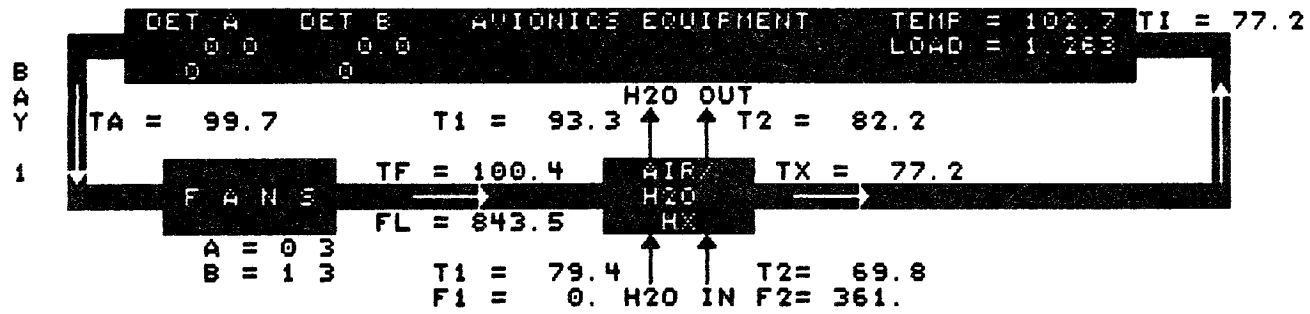 DET A DET B AVIONICS EQUIPMENT TEMP = 102.7 TI = 77.2
0.0 0.0 LOAD = 1.263
0 0
BAY 1
H2O OUT
TA = 99.7 T1 = 93.3 T2 = 82.2
TF = 100.4 AIR/ TX = 77.2
FANS H2O
FL = 843.5 HX
A = 0 3
B = 1 3
T1 = 79.4 T2= 69.8
F1 = 0. H2O IN F2= 361.